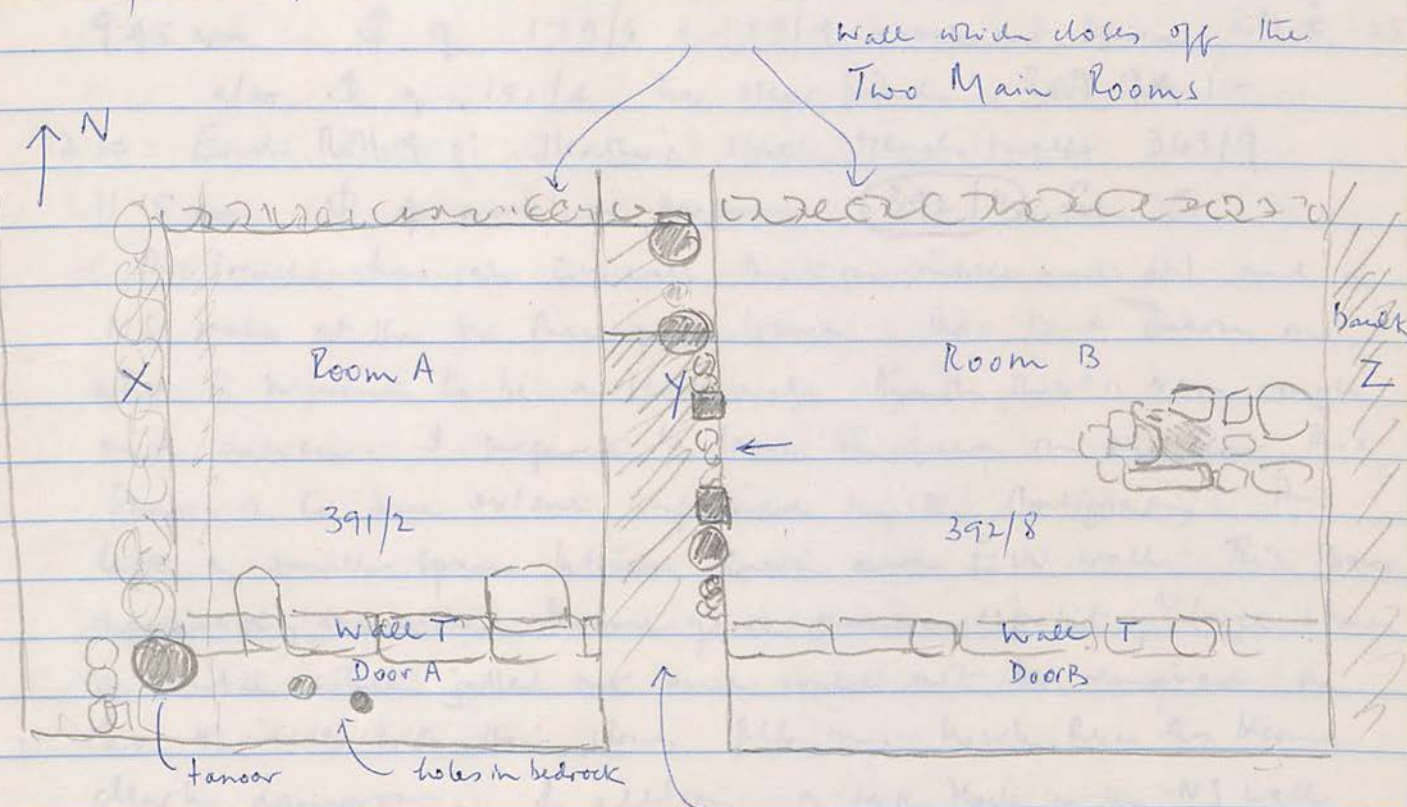 Wall which closes off the
Two Main Rooms
N
Baulk
Room A
Room B
X
Y
Z
391/2
392/8
Wall T
Wall T
Door A
Door B
tanoor
holes in bedrock